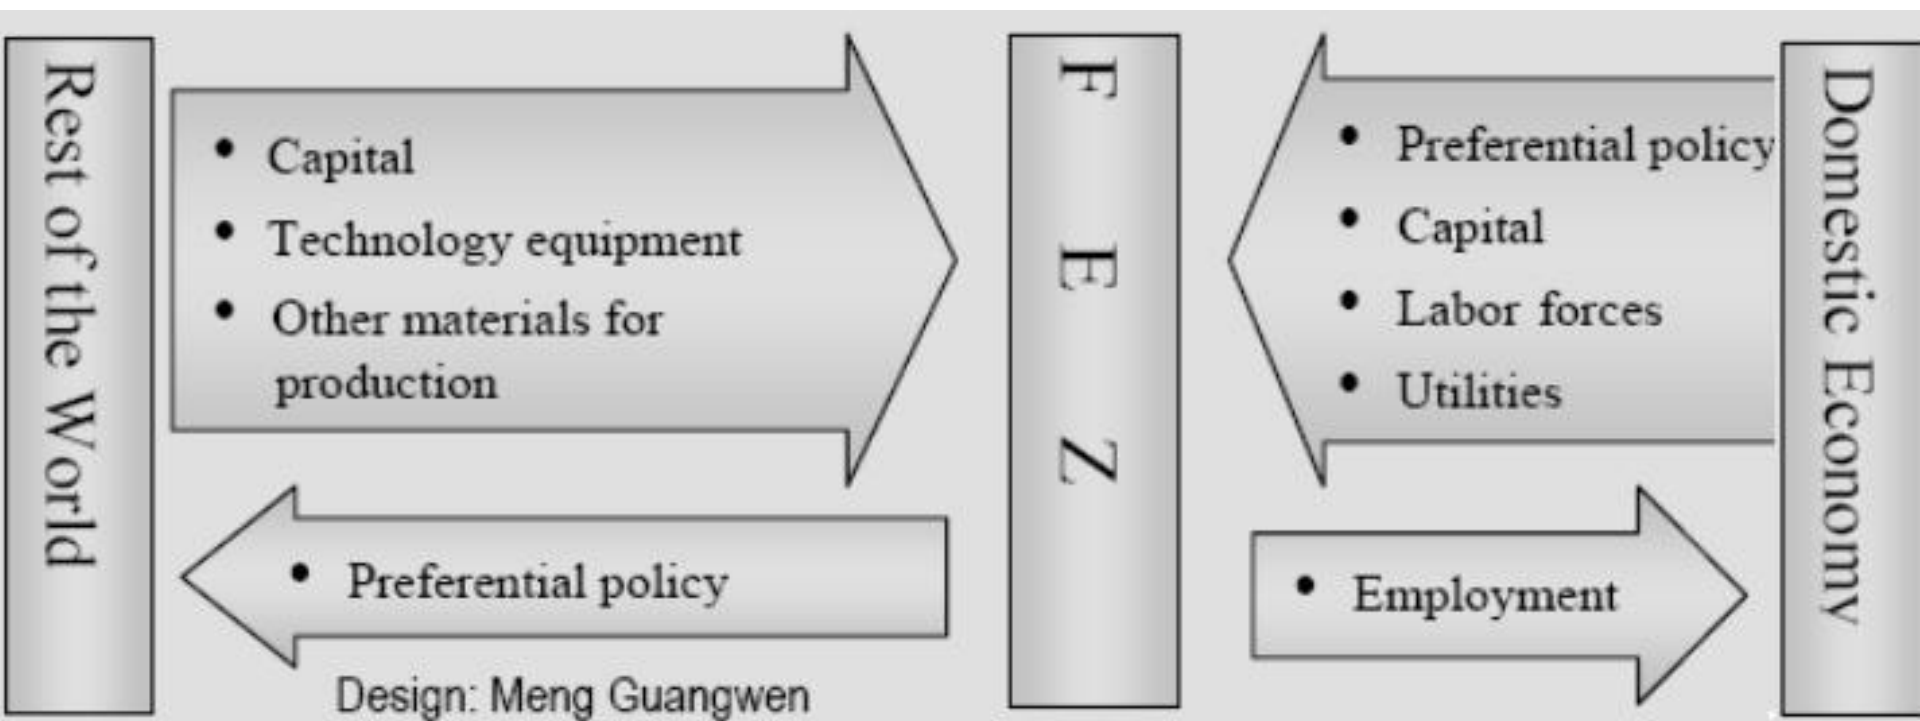 Rest of the World
Capital
Technology equipment
Other materials for
production
Preferential policy
Design: Meng Guangwen
F E Z
Preferential policy
Capital
Labor forces
Utilities
Employment
Domestic Economy